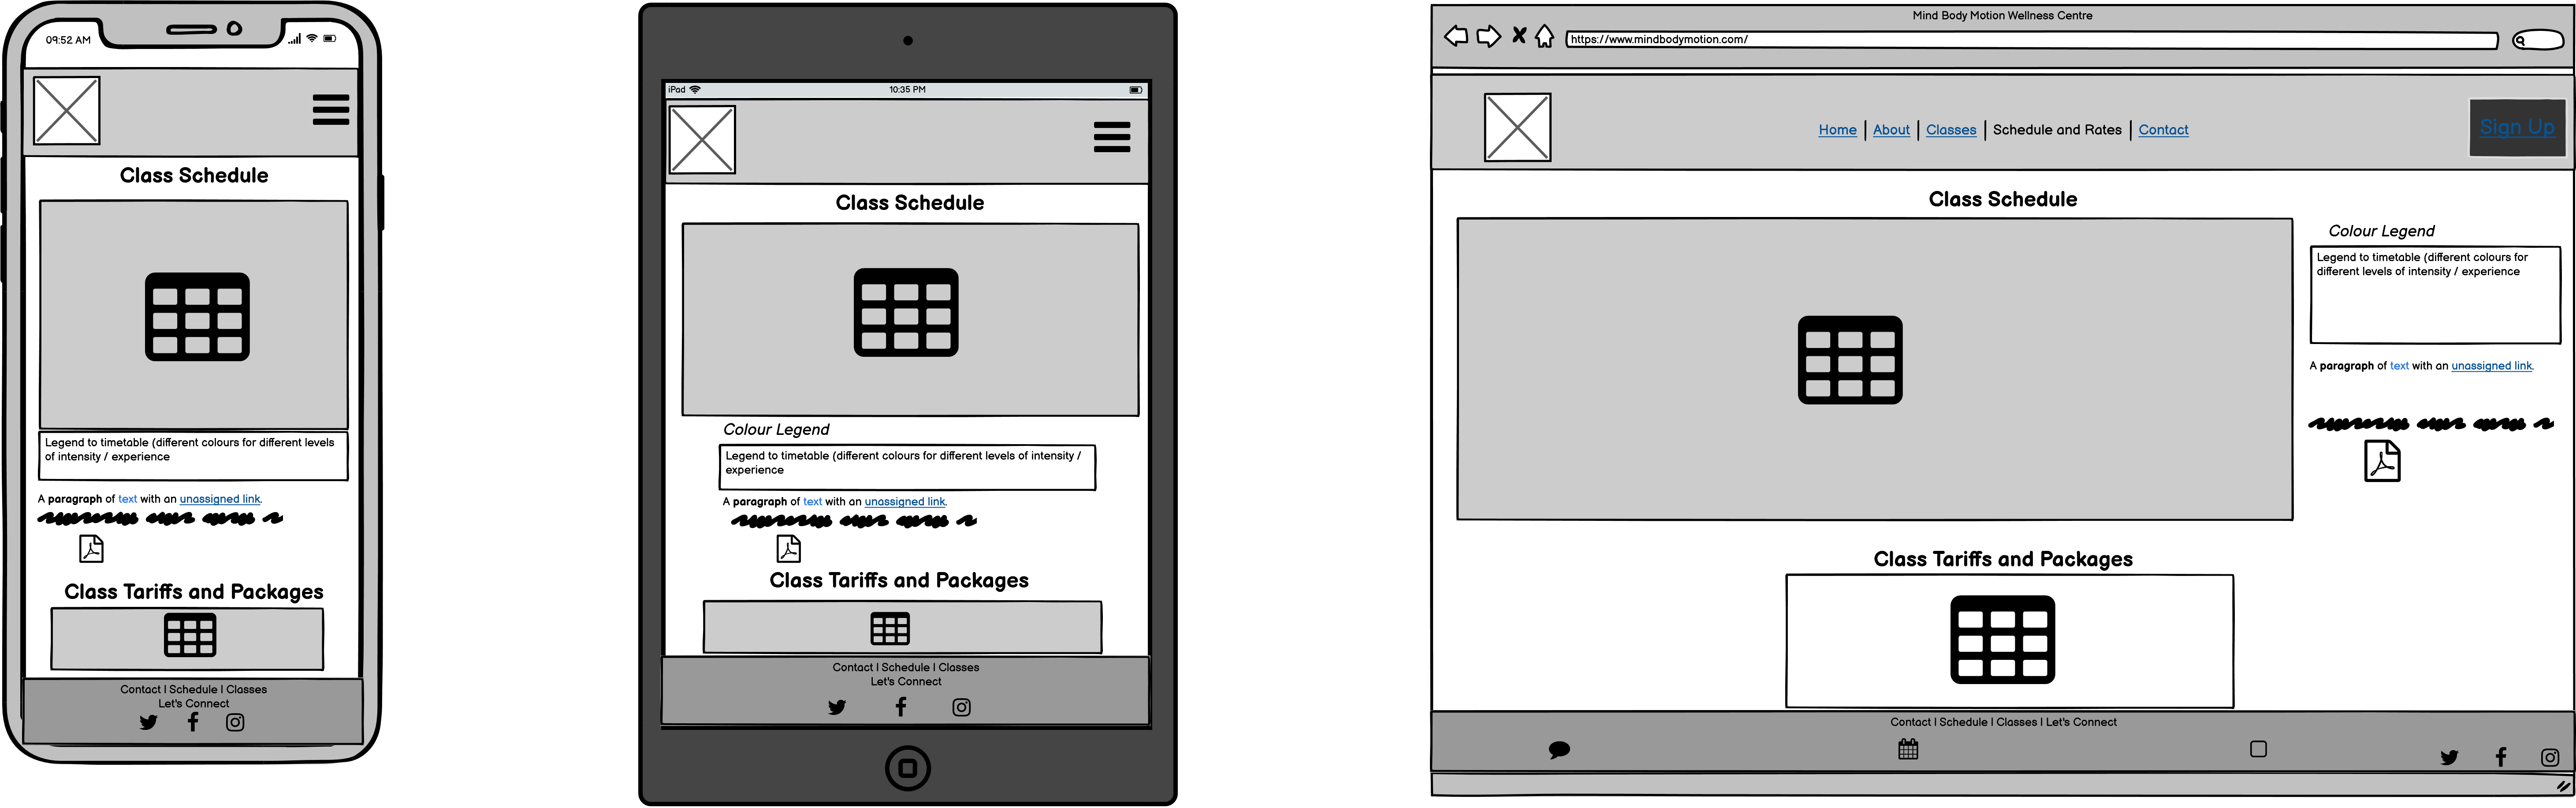 09:52 AM
Class Schedule
Legend to timetable (different colours for different levels
of intensity / experience
A paragraph of text with an unassigned link.
Class Tariffs and Packages
Contact | Schedule | Classes
Let's Connect
iPad
10:35 PM
Class Schedule
Colour Legend
Legend to timetable (different colours for different levels of intensity /
experience
A paragraph of text with an unassigned link.
Class Tariffs and Packages
Contact | Schedule | Classes
Let's Connect
Mind Body Motion Wellness Centre
https://www.mindbodymotion.com/
Home | About | Classes | Schedule and Rates | Contact
Sign Up
Class Schedule
Colour Legend
Legend to timetable (different colours for
different levels of intensity / experience
A paragraph of text with an unassigned link.
Class Tariffs and Packages
Contact | Schedule | Classes | Let's Connect